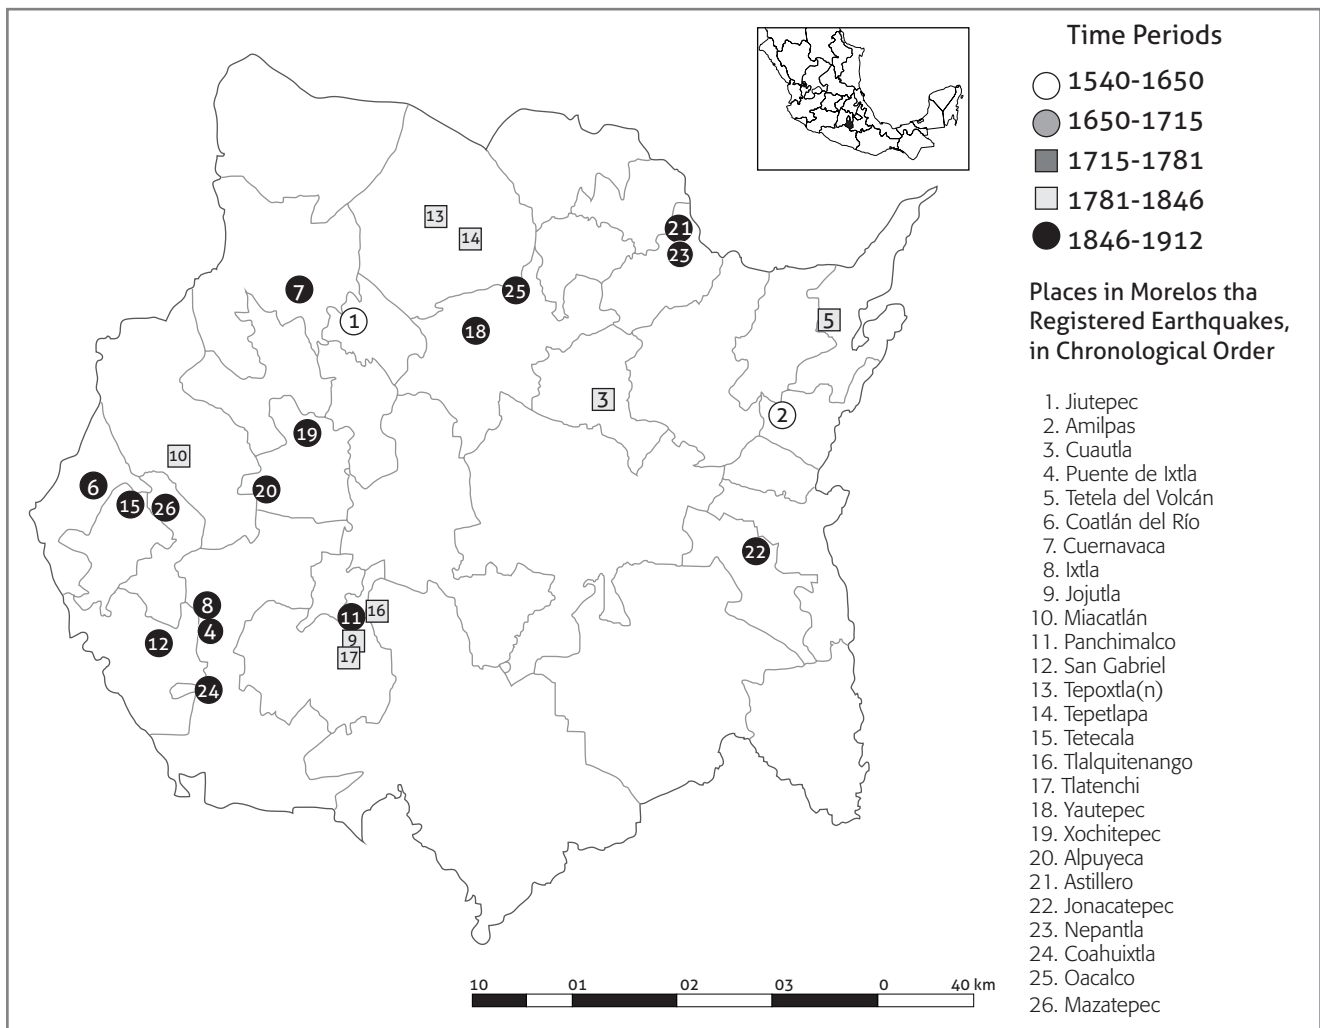 Time Periods
1540-1650
1650-1715
1715-1781
1781-1846
1846-1912
Places in Morelos tha
Registered Earthquakes,
in Chronological Order
1. Jiutepec
2. Amilpas
3. Cuautla
4. Puente de Ixtla
5. Tetela del Volcán
6. Coatlán del Río
7. Cuernavaca
8. Ixtla
9. Jojutla
10. Miacatlán
11. Panchimalco
12. San Gabriel
13. Tepoxtla(n)
14. Tepetlapa
15. Tetecala
16. Tlalquitenango
17. Tlatenchi
18. Yautepec
19. Xochitepec
20. Alpuyeca
21. Astillero
22. Jonacatepec
23. Nepantla
24. Coahuixtla
25. Oacalco
26. Mazatepec
13
14
21
23
7
25
1
18
5
3
2
19
10
6
20
15
26
22
8
11
16
4
9
12
17
24
10 01 02 03 0 40 km